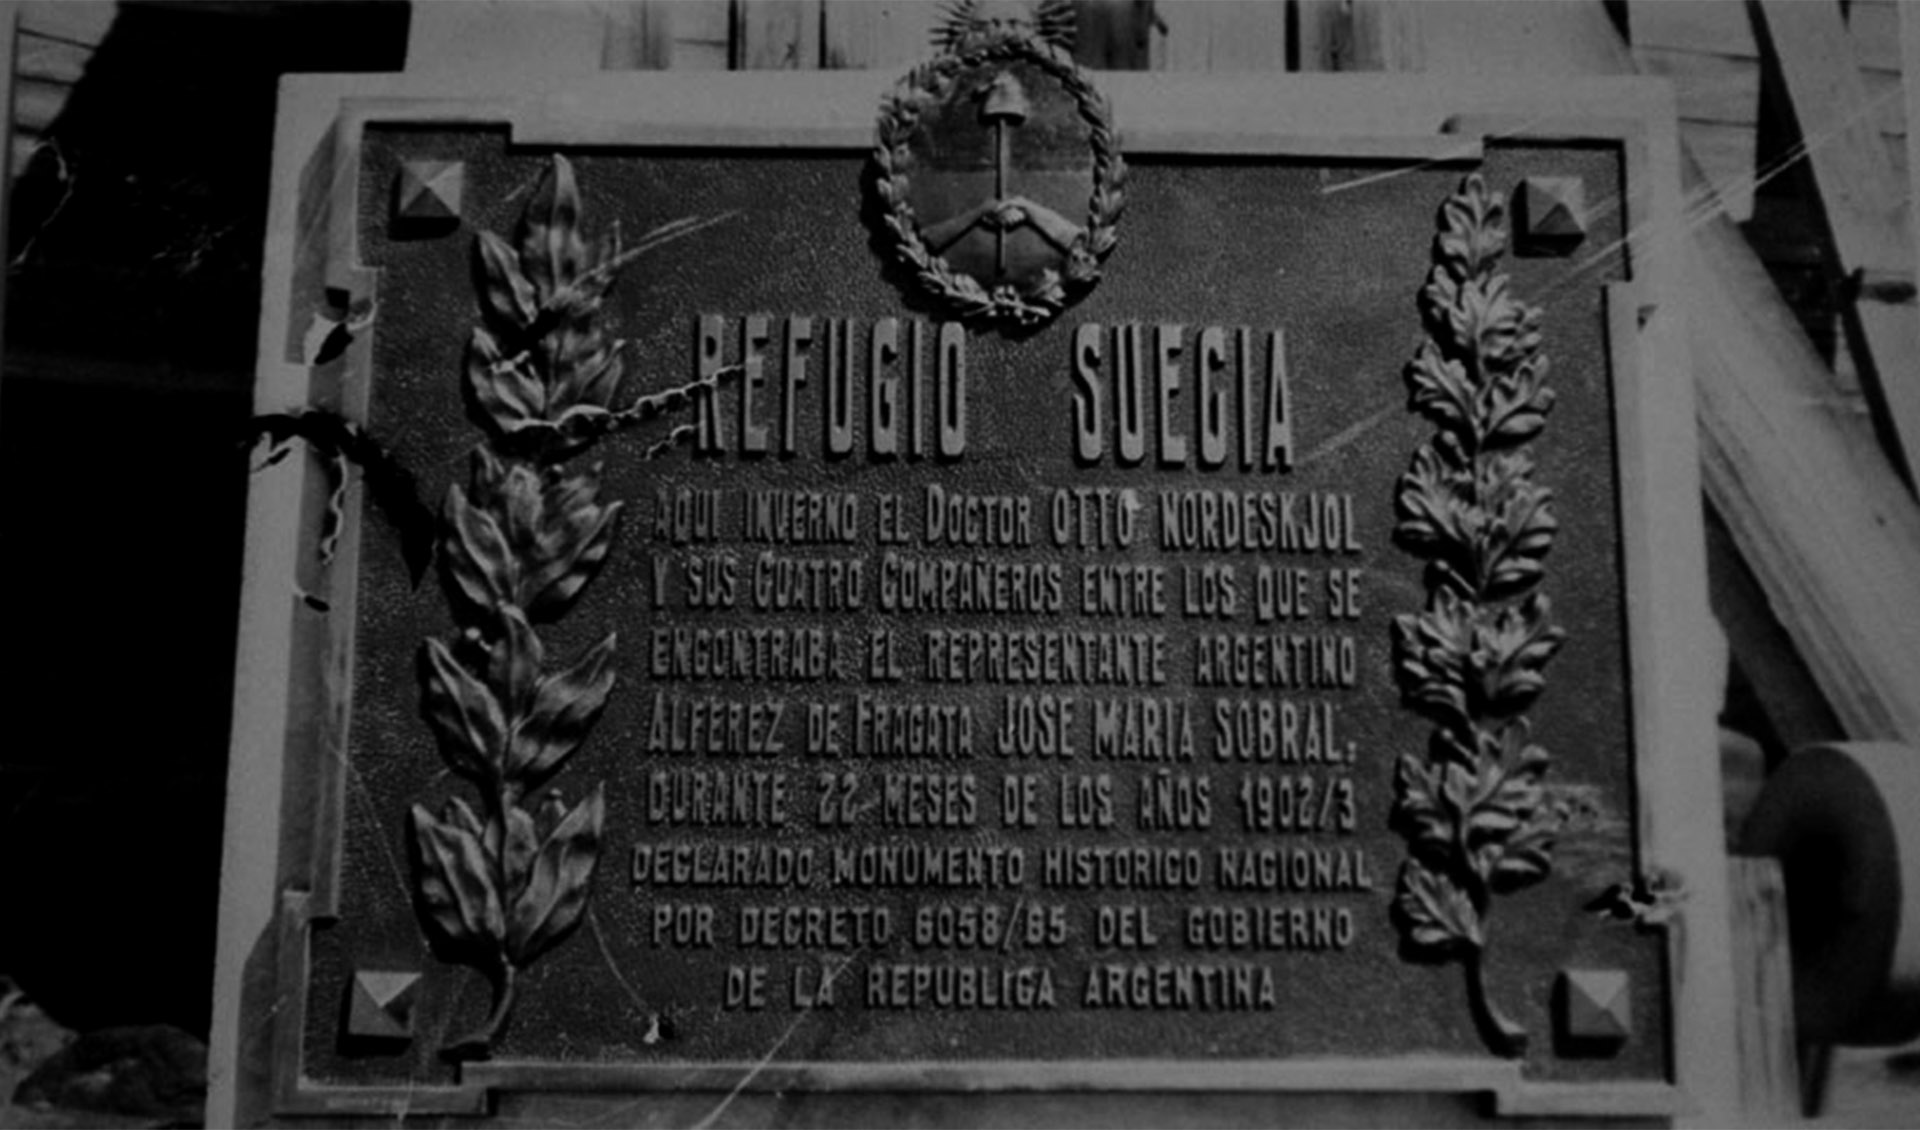 REFUGIO SUECIA
AQUI INVERNO EL DOCTOR OTTO NORDESKJOL
Y SUS CUATRO COMPAÑEROS ENTRE LOS QUE SE
ENCONTRABA EL REPRESENTANTE ARGENTINO
ALFEREZ DE FRAGATA JOSE MARIA SOBRAL,
DURANTE 22 MESES DE LOS AÑOS 1902/3
DECLARADO MONUMENTO HISTORICO NACIONAL
POR DECRETO 6058/65 DEL GOBIERNO
DE LA REPUBLICA ARGENTINA